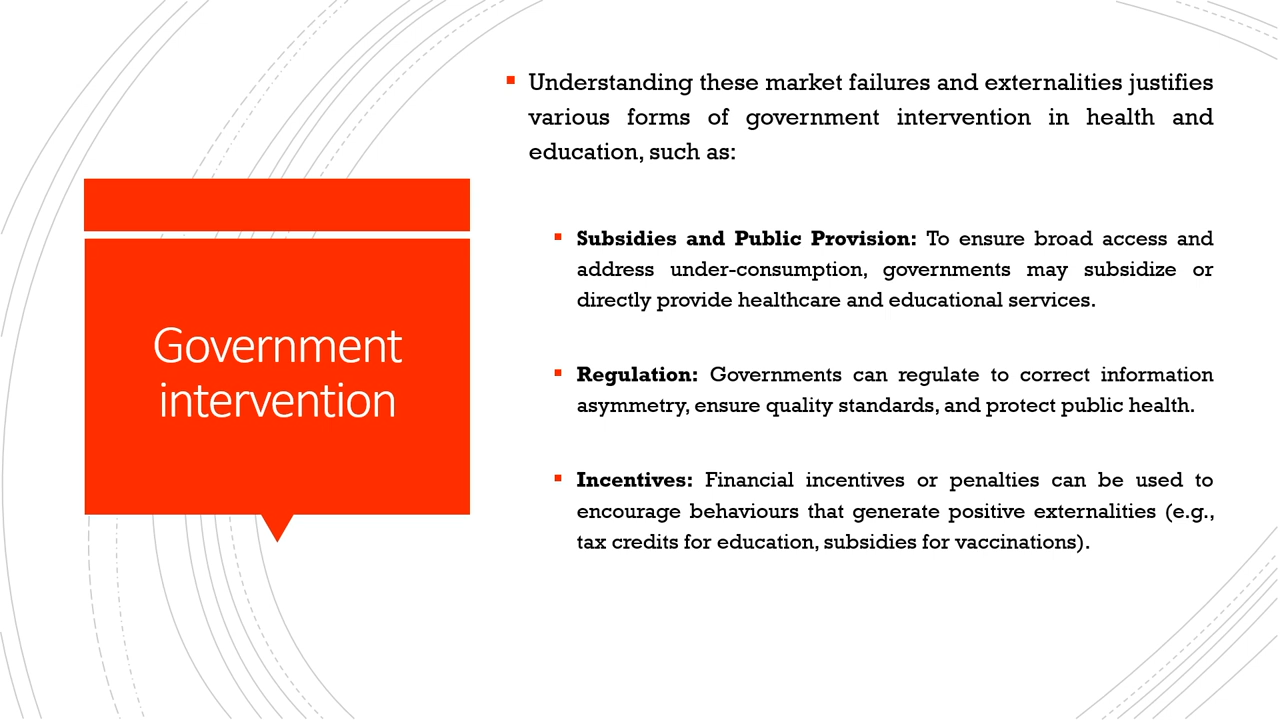 Government
intervention
Understanding these market failures and externalities justifies
various forms of government intervention in health and
education, such as:
Subsidies and Public Provision: To ensure broad access and
address under-consumption, governments may subsidize or
directly provide healthcare and educational services.
Regulation: Governments can regulate to correct information
asymmetry, ensure quality standards, and protect public health.
Incentives: Financial incentives or penalties can be used to
encourage behaviours that generate positive externalities (e.g.,
tax credits for education, subsidies for vaccinations).